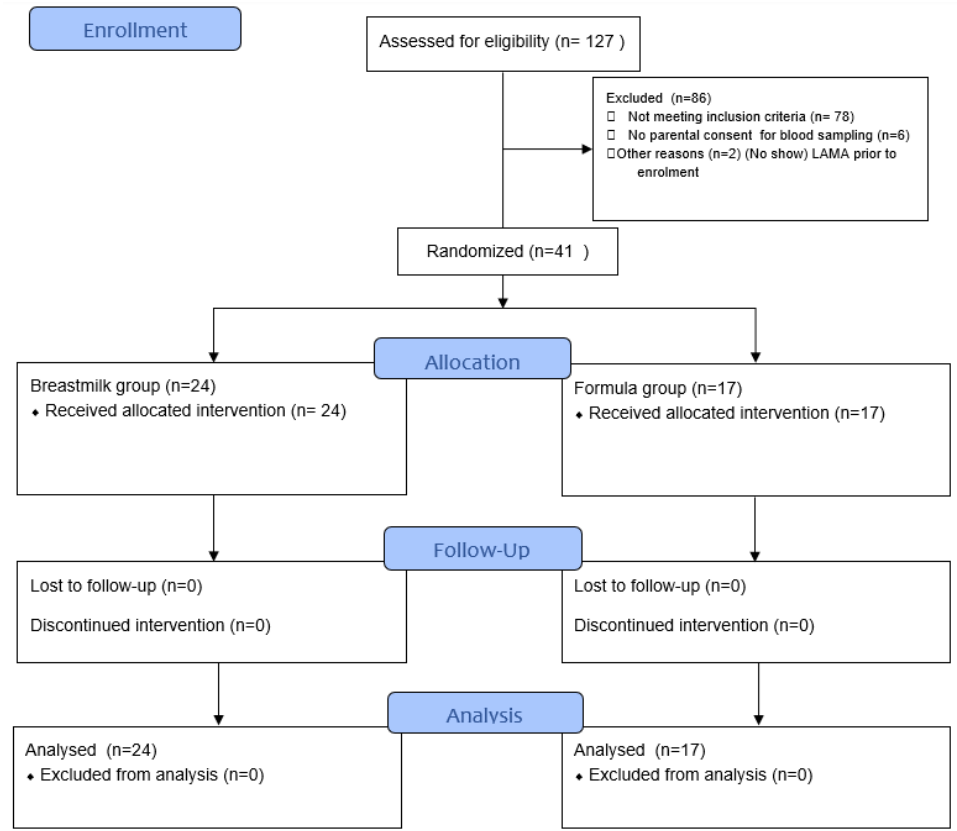 Enrollment
Assessed for eligibility (n= 127 )
Excluded (n=86)
▯ Not meeting inclusion criteria (n= 78)
▯ No parental consent for blood sampling (n=6)
▯Other reasons (n=2) (No show) LAMA prior to
enrolment
Randomized (n=41 )
Allocation
Breastmilk group (n=24)
⬥ Received allocated intervention (n= 24)
Formula group (n=17)
⬥ Received allocated intervention (n=17)
Follow-Up
Lost to follow-up (n=0)
Discontinued intervention (n=0)
Lost to follow-up (n=0)
Discontinued intervention (n=0)
Analysis
Analysed (n=24)
⬥ Excluded from analysis (n=0)
Analysed (n=17)
⬥ Excluded from analysis (n=0)